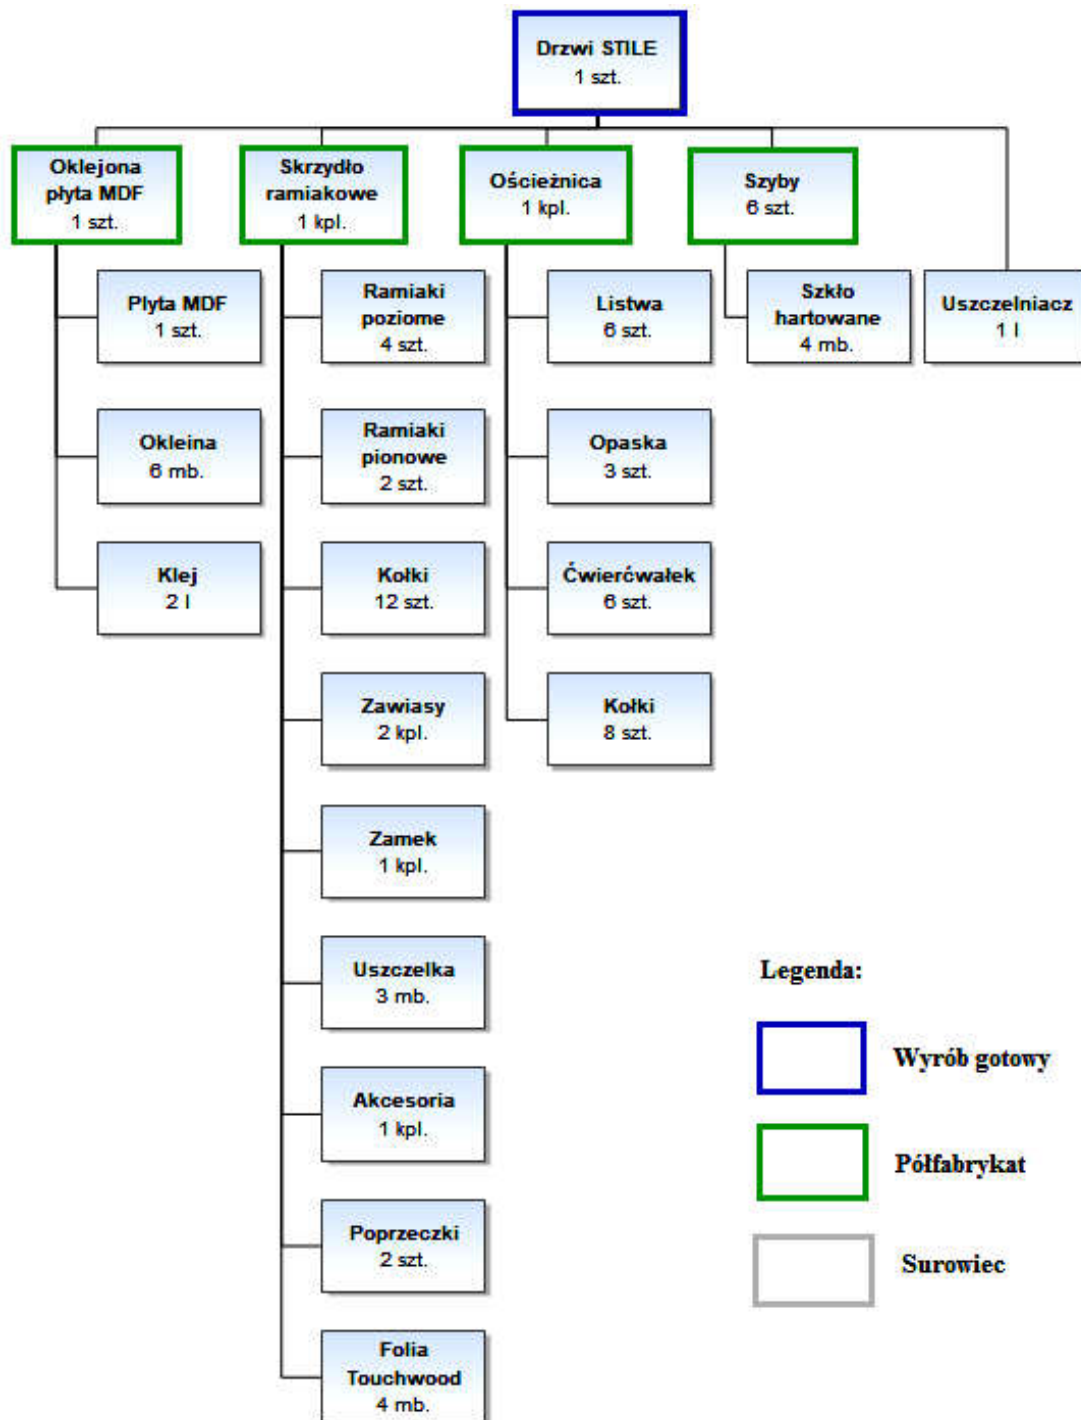 Drzwi STILE
1 szt.
Oklejona
płyta MDF
1 szt.
Skrzydło
ramiakowe
1 kpl.
Ościeżnica
1 kpl.
Szyby
6 szt.
Płyta MDF
1 szt.
Ramiaki
poziome
4 szt.
Listwa
6 szt.
Szkło
hartowane
4 mb.
Uszczelniacz
1 l
Okleina
6 mb.
Ramiaki
pionowe
2 szt.
Opaska
3 szt.
Klej
2 l
Kołki
12 szt.
Ćwierćwałek
6 szt.
Zawiasy
2 kpl.
Kołki
8 szt.
Zamek
1 kpl.
Uszczelka
3 mb.
Akcesoria
1 kpl.
Poprzeczki
2 szt.
Folia
Touchwood
4 mb.
Legenda:
Wyrób gotowy
Półfabrykat
Surowiec